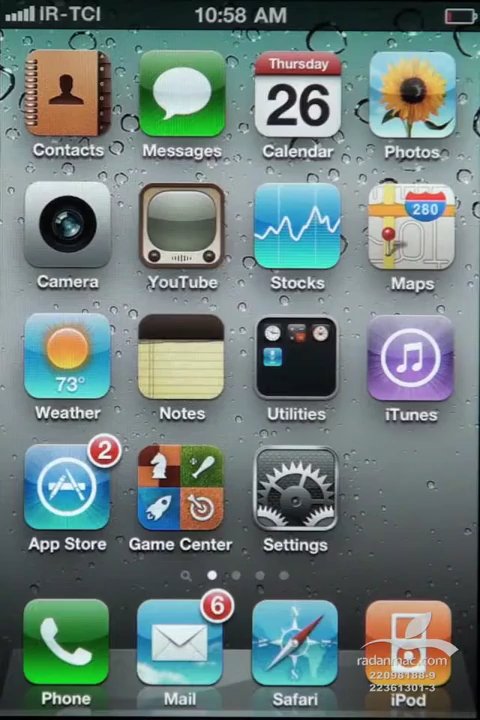 IR-TCI 10:58 AM
Thursday
26
Contacts Messages Calendar Photos
280
Camera YouTube Stocks Maps
73°
Weather Notes Utilities iTunes
2
App Store Game Center Settings
6
radanmac.com
22098188-9
22361301-3
Phone Mail Safari iPod